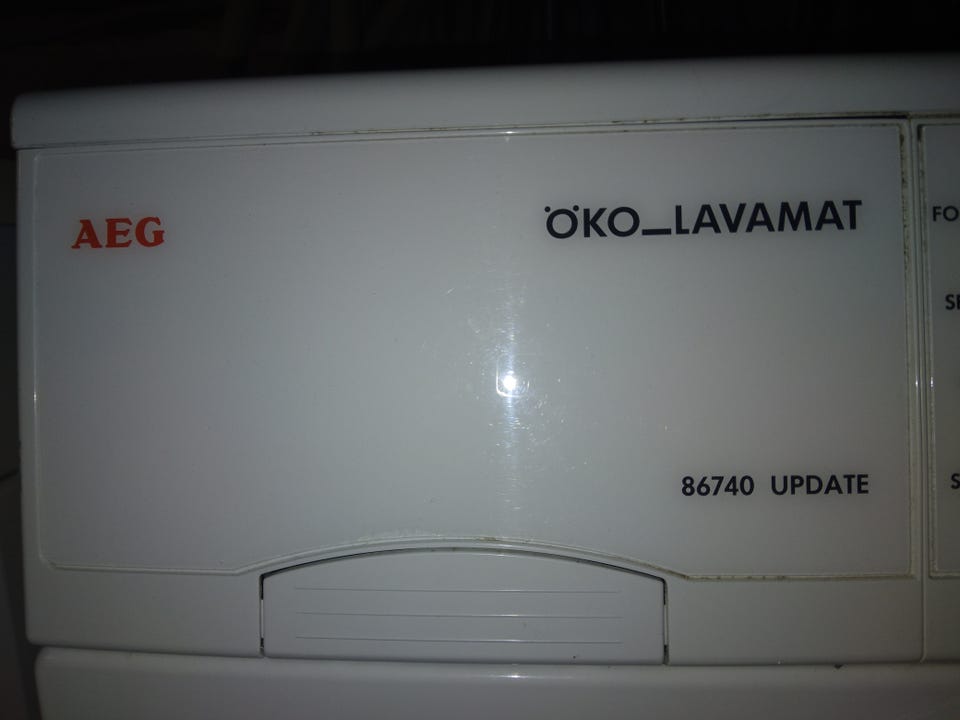 AEG
ÖKO_LAVAMAT
86740 UPDATE